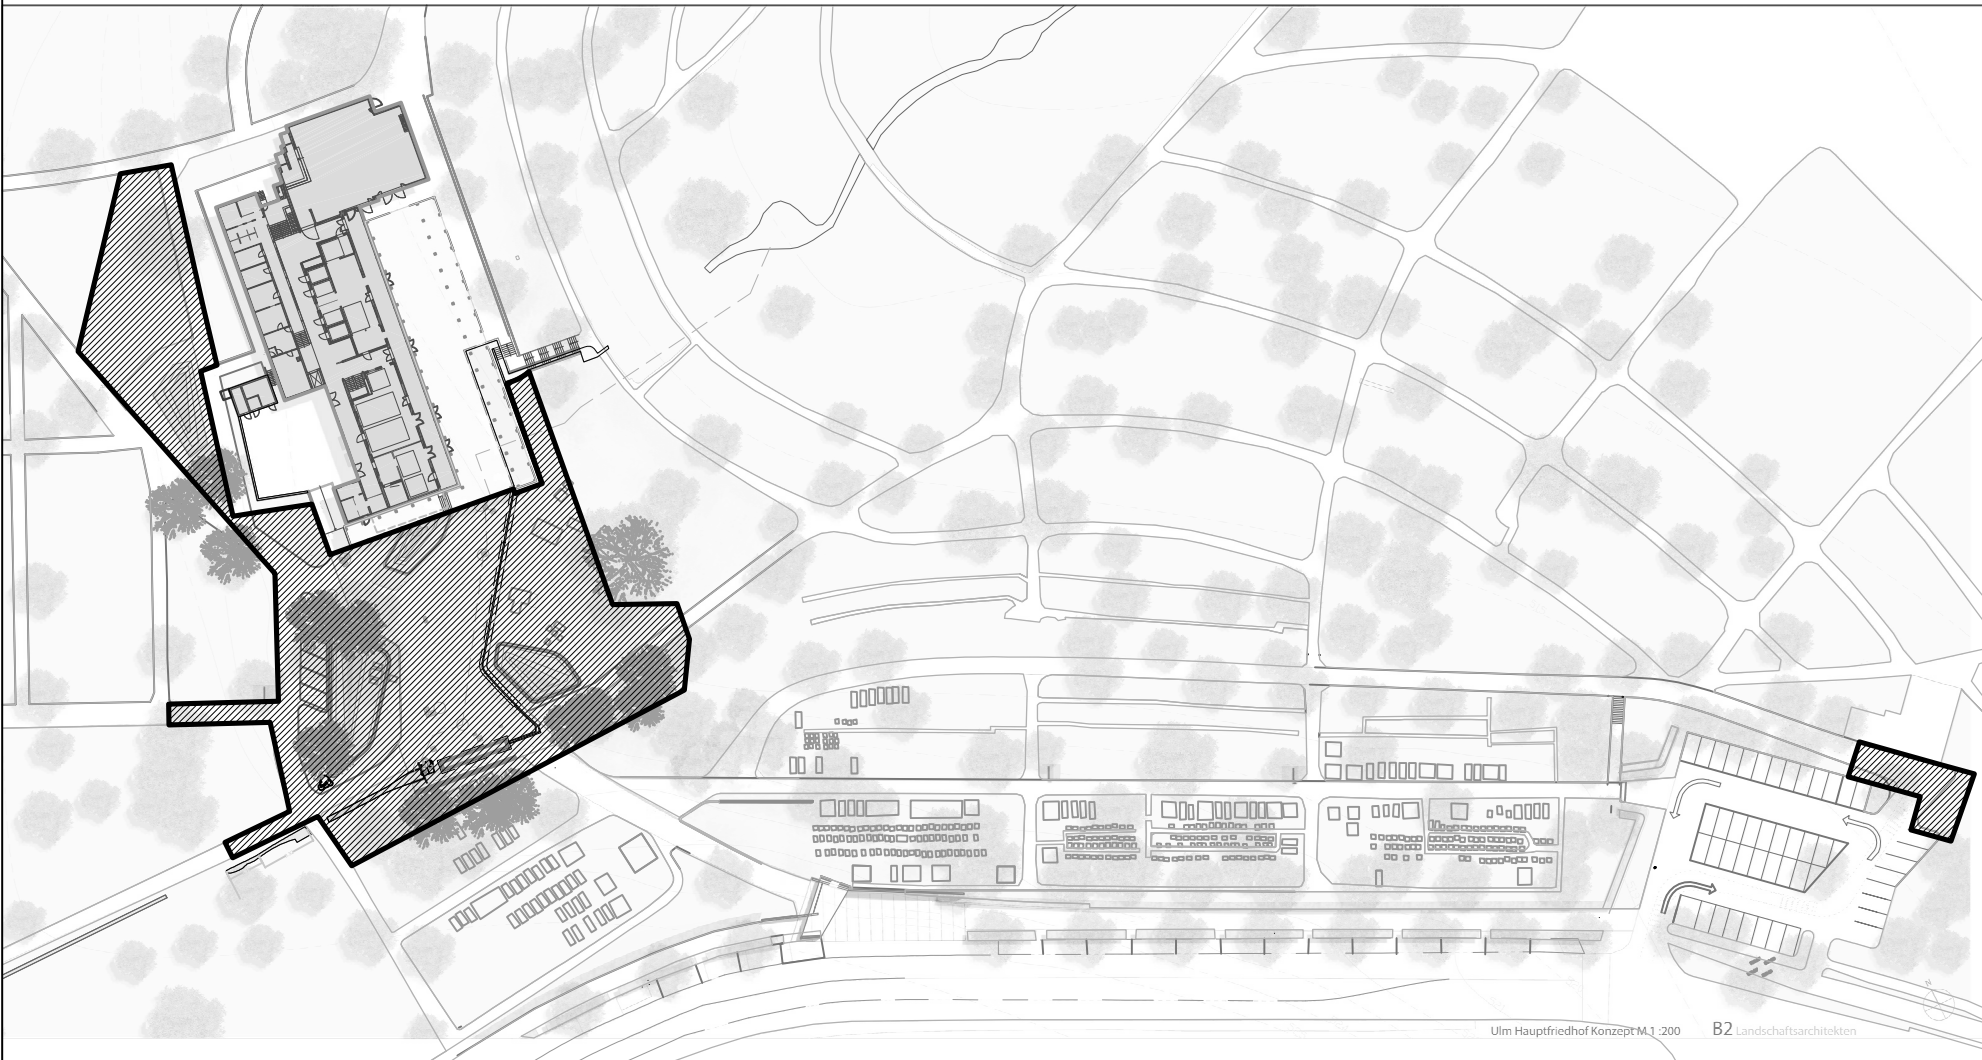 N
Ulm Hauptfriedhof Konzept M 1 :200 B2 Landschaftsarchitekten